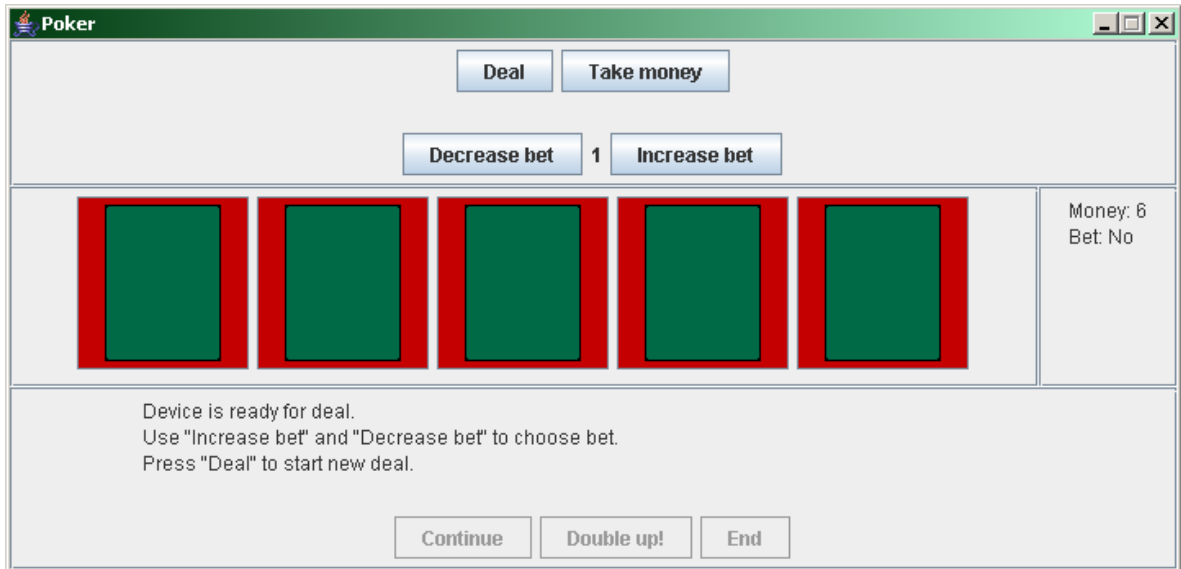 Poker
Deal Take money
Decrease bet 1 Increase bet
Money: 6
Bet: No
Device is ready for deal.
Use "Increase bet" and "Decrease bet" to choose bet.
Press "Deal" to start new deal.
Continue Double up! End